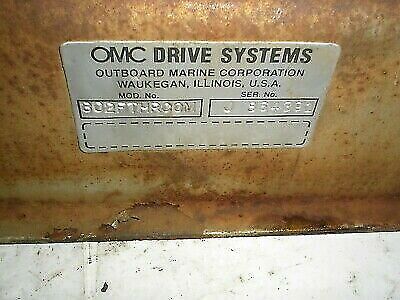 OMC DRIVE SYSTEMS
OUTBOARD MARINE CORPORATION
WAUKEGAN, ILLINOIS, U.S.A.
MOD. No. SER. No.